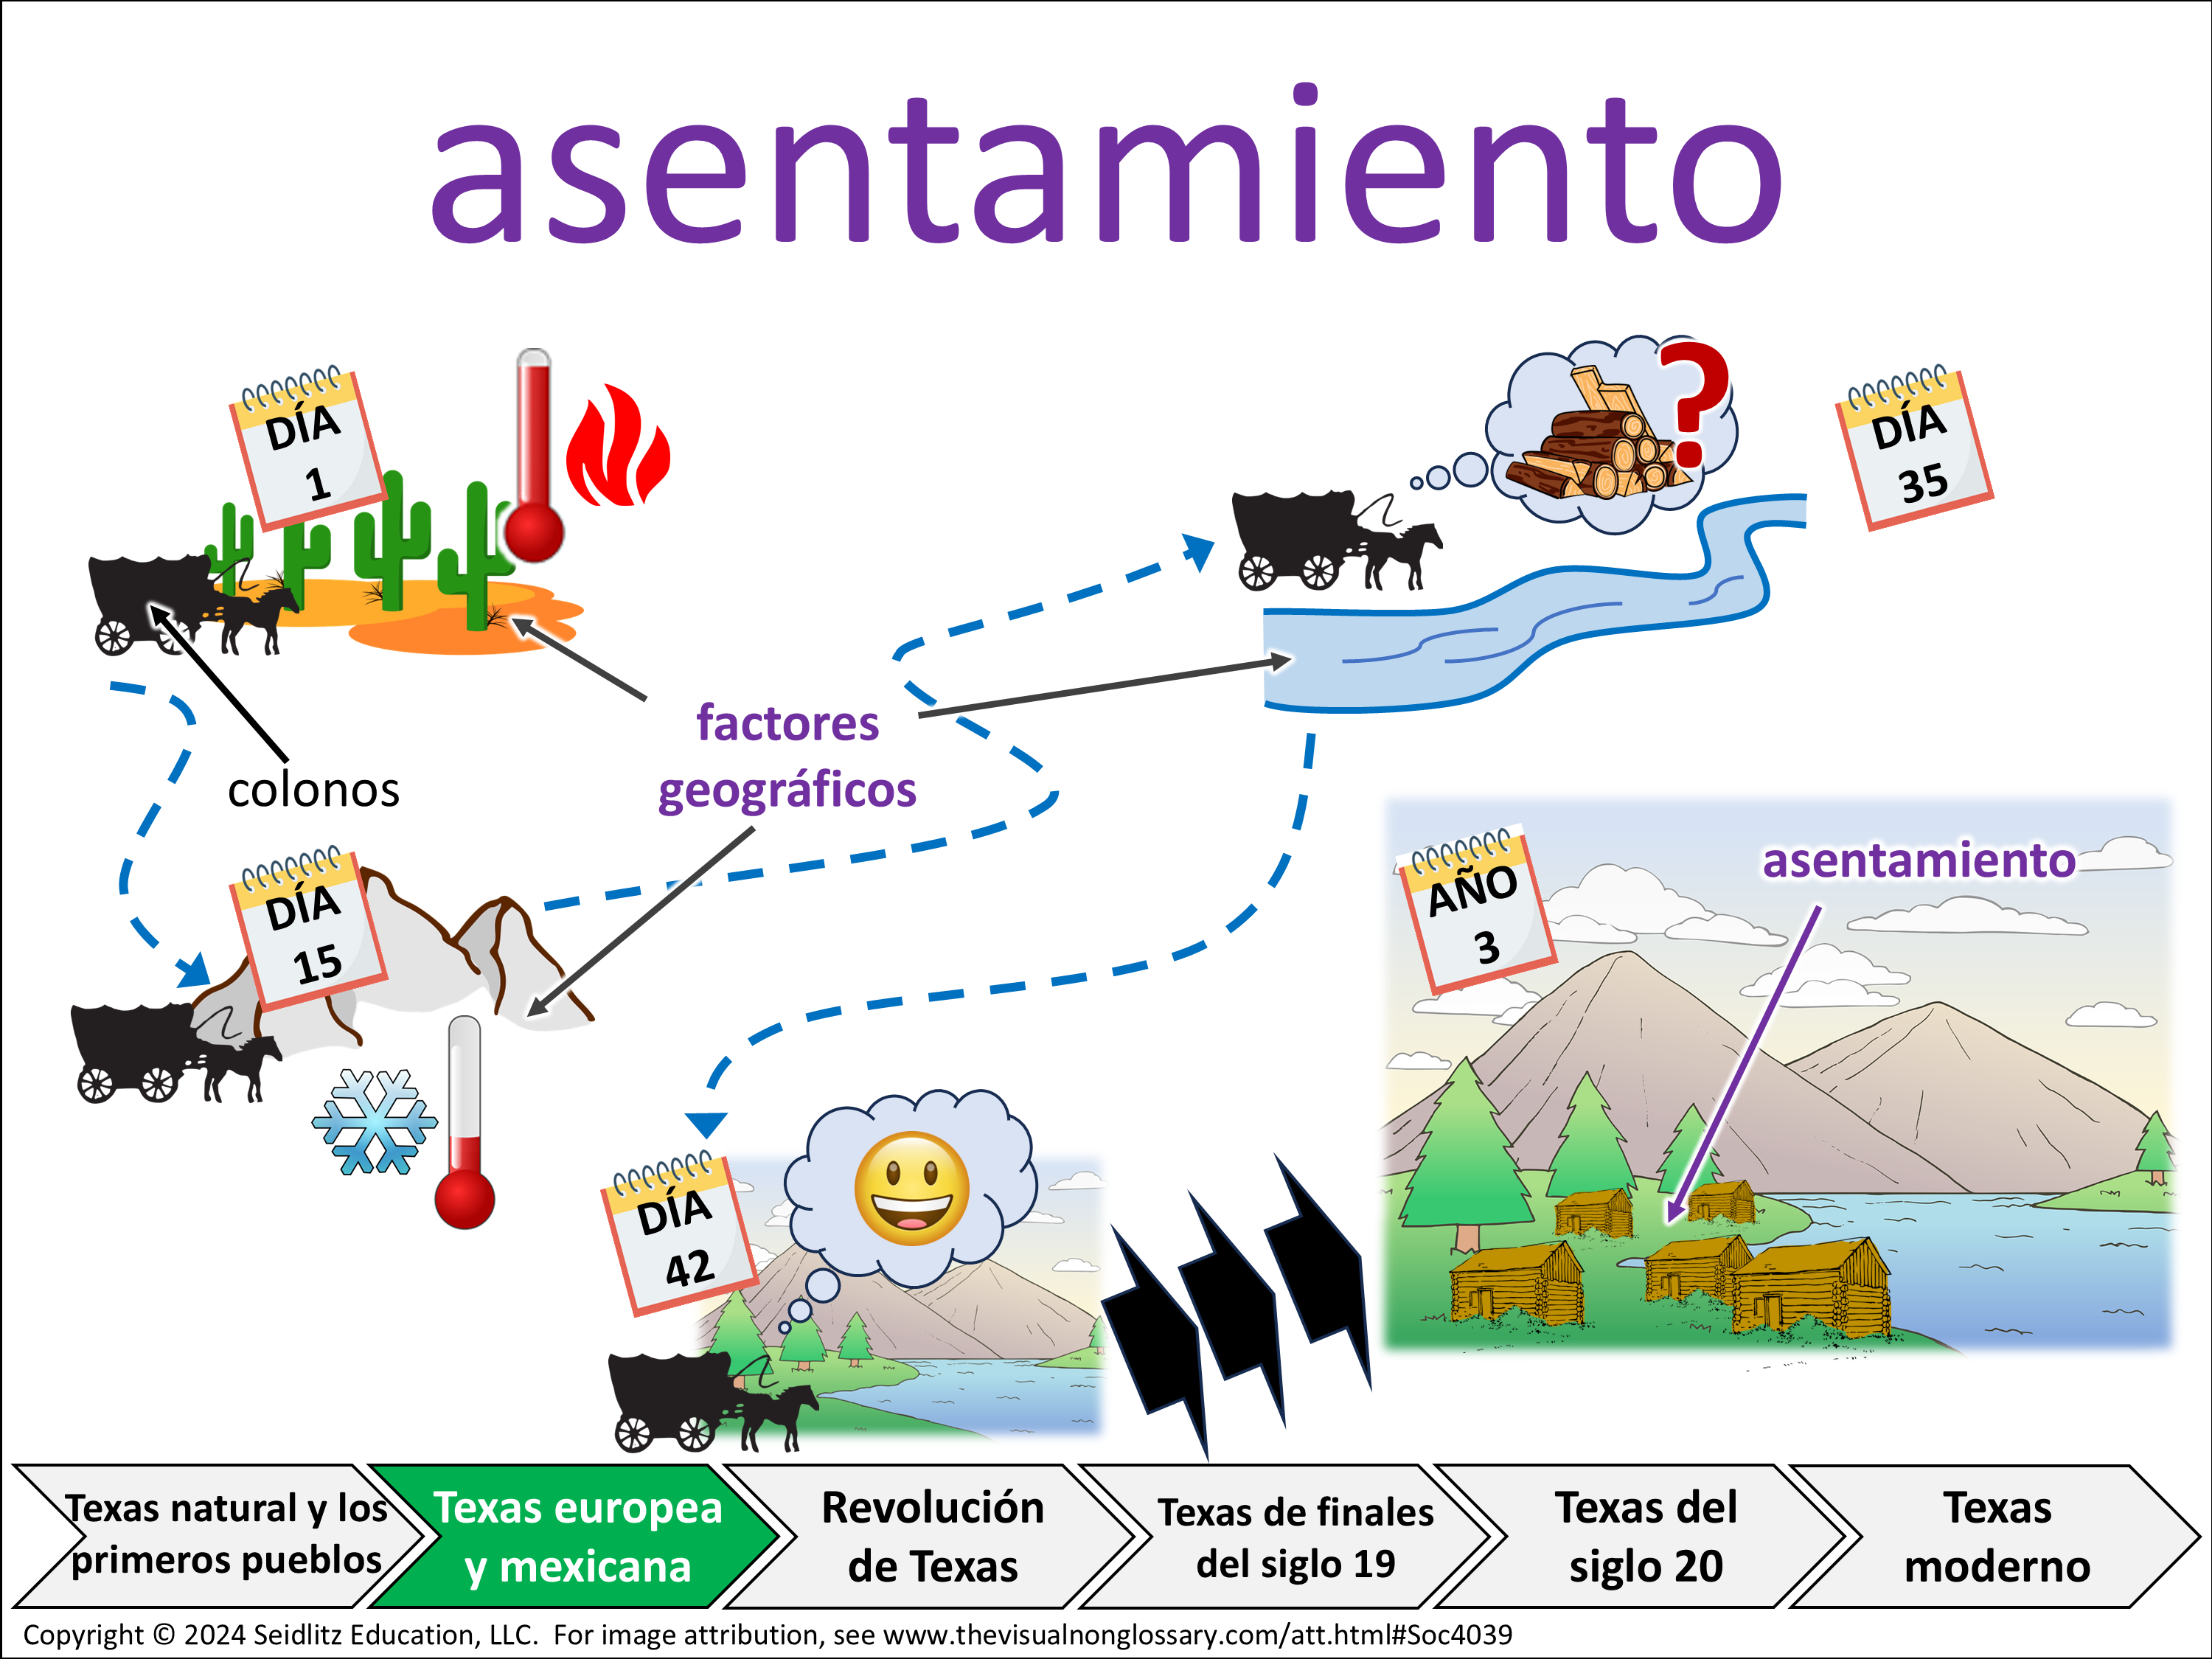 asentamiento
DÍA
1
DÍA
35
colonos
factores
geográficos
DÍA
15
AÑO
3
asentamiento
DÍA
42
Texas natural y los
primeros pueblos
Texas europea
y mexicana
Revolución
de Texas
Texas de finales
del siglo 19
Texas del
siglo 20
Texas
moderno
?
Copyright © 2024 Seidlitz Education, LLC.  For image attribution, see www.thevisualnonglossary.com/att.html#Soc4039